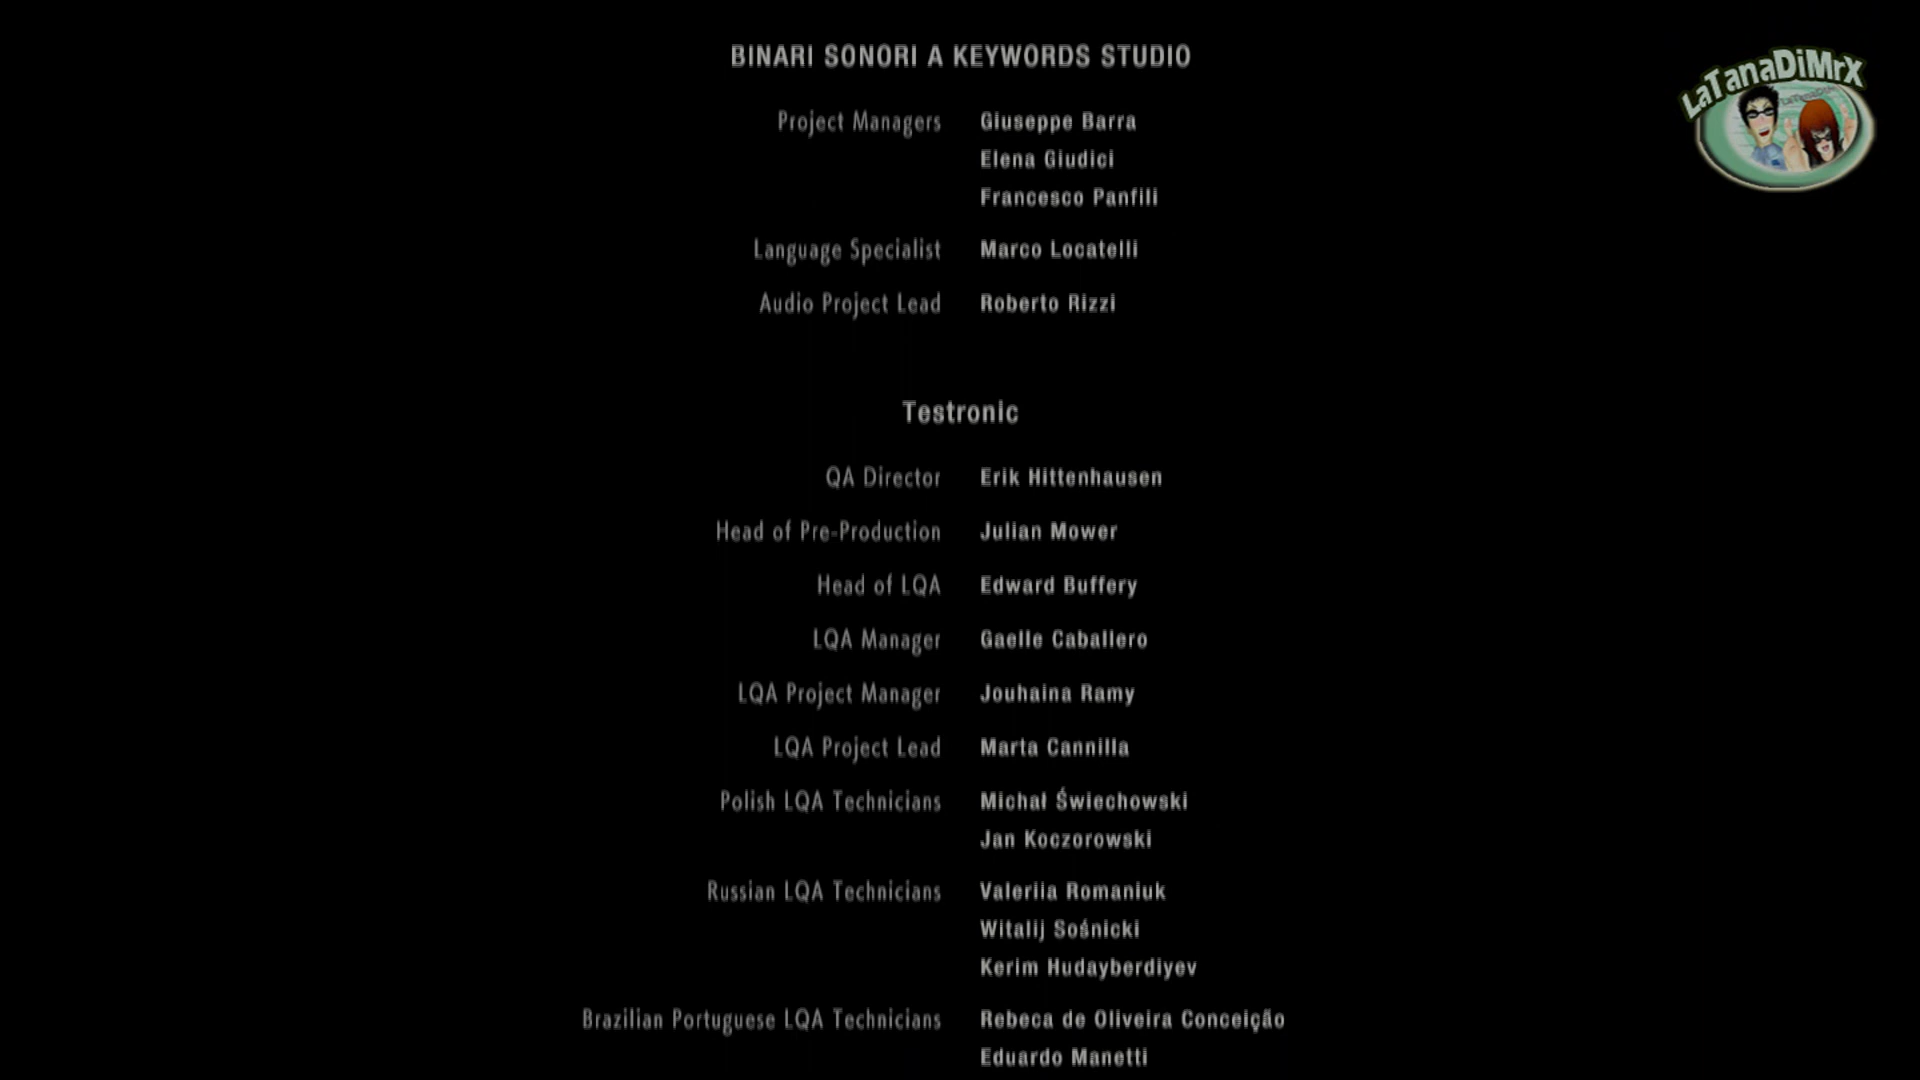 BINARI SONORI A KEYWORDS STUDIO
LaTanaDiMrX
Project Managers Giuseppe Barra
Elena Giudici
Francesco Panfili
Language Specialist Marco Locatelli
Audio Project Lead Roberto Rizzi
Testronic
QA Director Erik Hittenhausen
Head of Pre-Production Julian Mower
Head of LQA Edward Buffery
LQA Manager Gaelle Caballero
LQA Project Manager Jouhaina Ramy
LQA Project Lead Marta Cannilla
Polish LQA Technicians Michał Świechowski
Jan Koczorowski
Russian LQA Technicians Valeriia Romaniuk
Witalij Sośnicki
Kerim Hudayberdiyev
Brazilian Portuguese LQA Technicians Rebeca de Oliveira Conceição
Eduardo Manetti